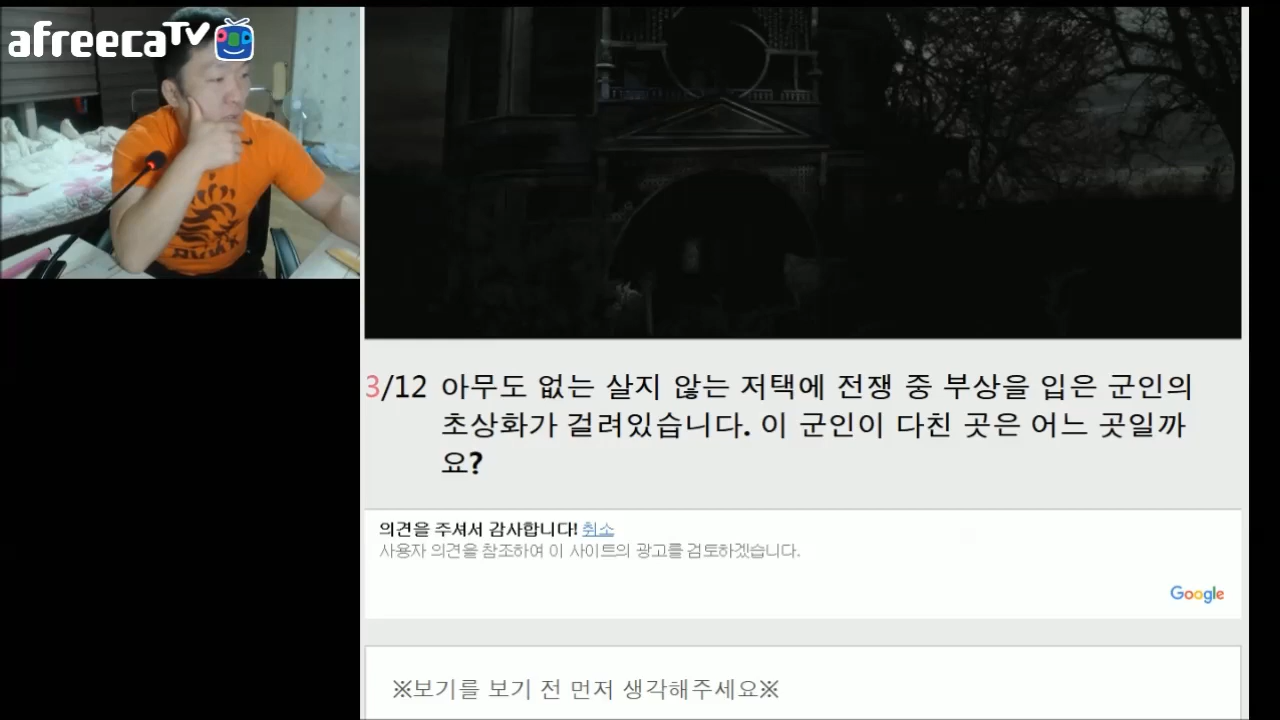 afreecaTV
3/12 아무도 없는 살지 않는 저택에 전쟁 중 부상을 입은 군인의
초상화가 걸려있습니다. 이 군인이 다친 곳은 어느 곳일까
요?
의견을 주셔서 감사합니다! 취소
사용자 의견을 참조하여 이 사이트의 광고를 검토하겠습니다.
Google
※보기를 보기 전 먼저 생각해주세요※